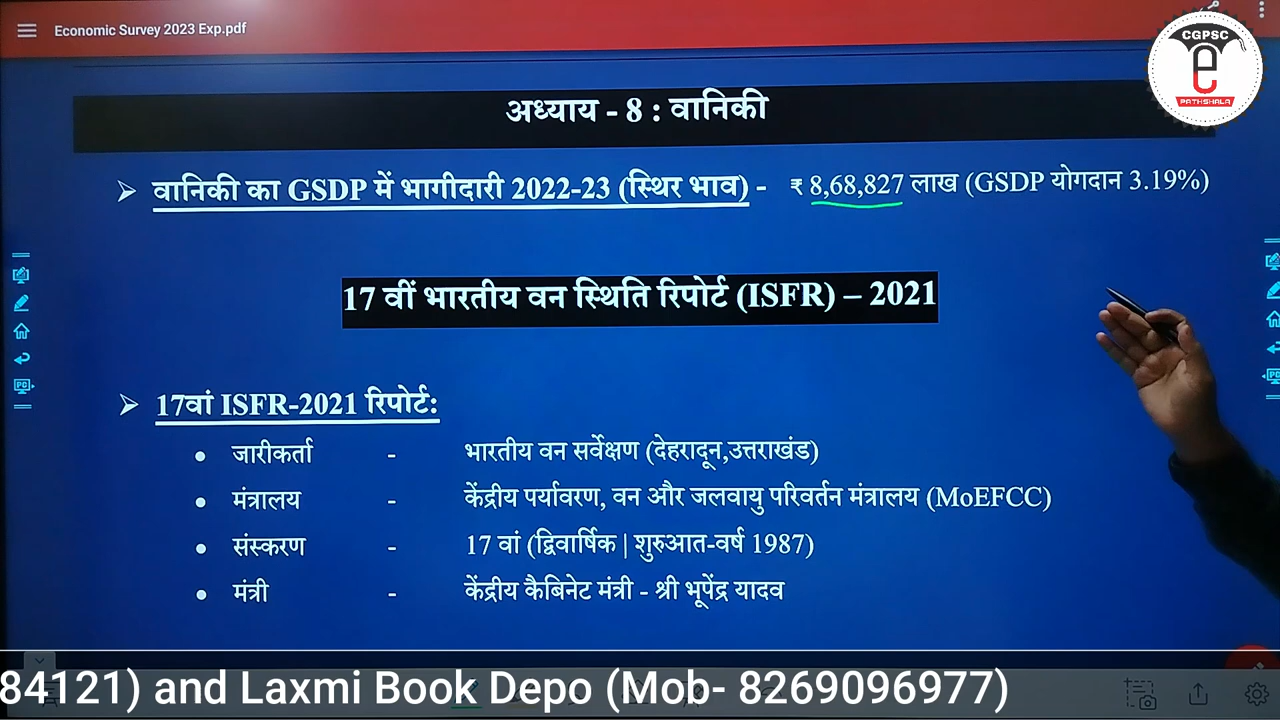 Economic Survey 2023 Exp.pdf
CGPSC
e
PATHSHALA
अध्याय - 8 : वानिकी
➢ वानिकी का GSDP में भागीदारी 2022-23 (स्थिर भाव) - ₹ 8,68,827 लाख (GSDP योगदान 3.19%)
17 वीं भारतीय वन स्थिति रिपोर्ट (ISFR) – 2021
➢ 17वां ISFR-2021 रिपोर्ट:
• जारीकर्ता - भारतीय वन सर्वेक्षण (देहरादून,उत्तराखंड)
• मंत्रालय - केंद्रीय पर्यावरण, वन और जलवायु परिवर्तन मंत्रालय (MoEFCC)
• संस्करण - 17 वां (द्विवार्षिक | शुरुआत-वर्ष 1987)
• मंत्री - केंद्रीय कैबिनेट मंत्री - श्री भूपेंद्र यादव
84121) and Laxmi Book Depo (Mob- 8269096977)